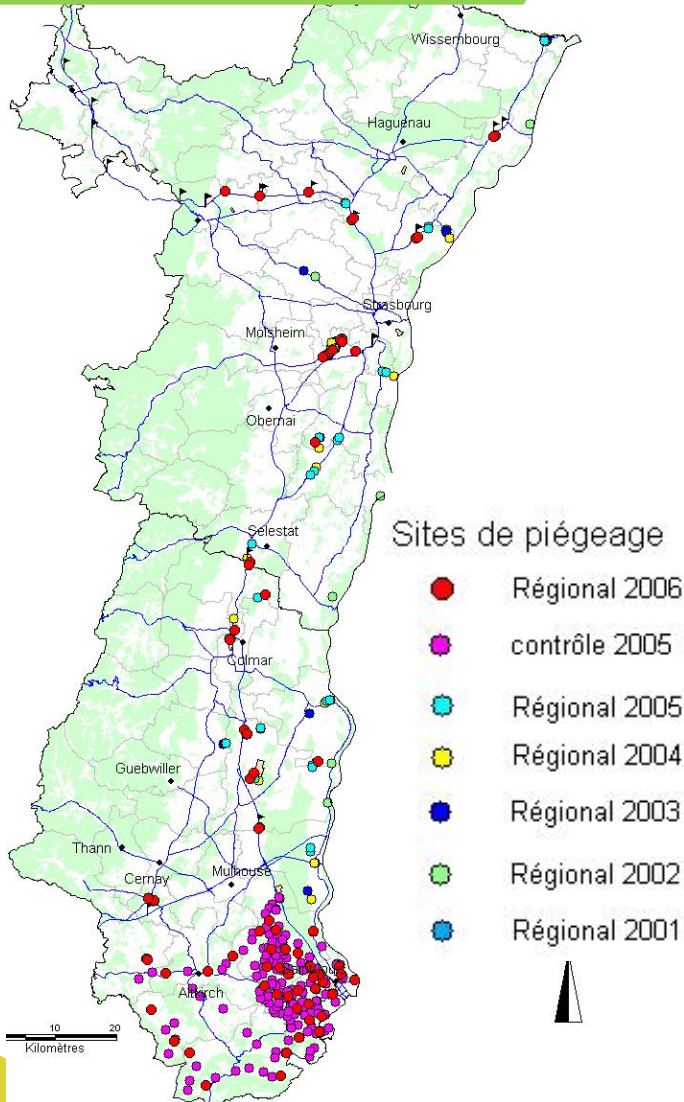 Wissembourg
Haguenau
Strasbourg
Molsheim
Obernai
Sélestat
Colmar
Guebwiller
Thann
Cernay
Mulhouse
Altkirch
10 20
Kilomètres
Sites de piégeage
Régional 2006
contrôle 2005
Régional 2005
Régional 2004
Régional 2003
Régional 2002
Régional 2001